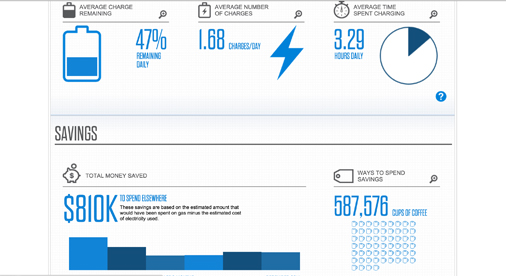 AVERAGE CHARGE
REMAINING
AVERAGE NUMBER
OF CHARGES
AVERAGE TIME
SPENT CHARGING
47%
REMAINING
DAILY
1.68 CHARGES/DAY
3.29
HOURS DAILY
?
SAVINGS
TOTAL MONEY SAVED
WAYS TO SPEND
SAVINGS
$810K
TO SPEND ELSEWHERE
These savings are based on the estimated amount that
would have been spent on gas minus the estimated cost
of electricity used.
587,576 CUPS OF COFFEE